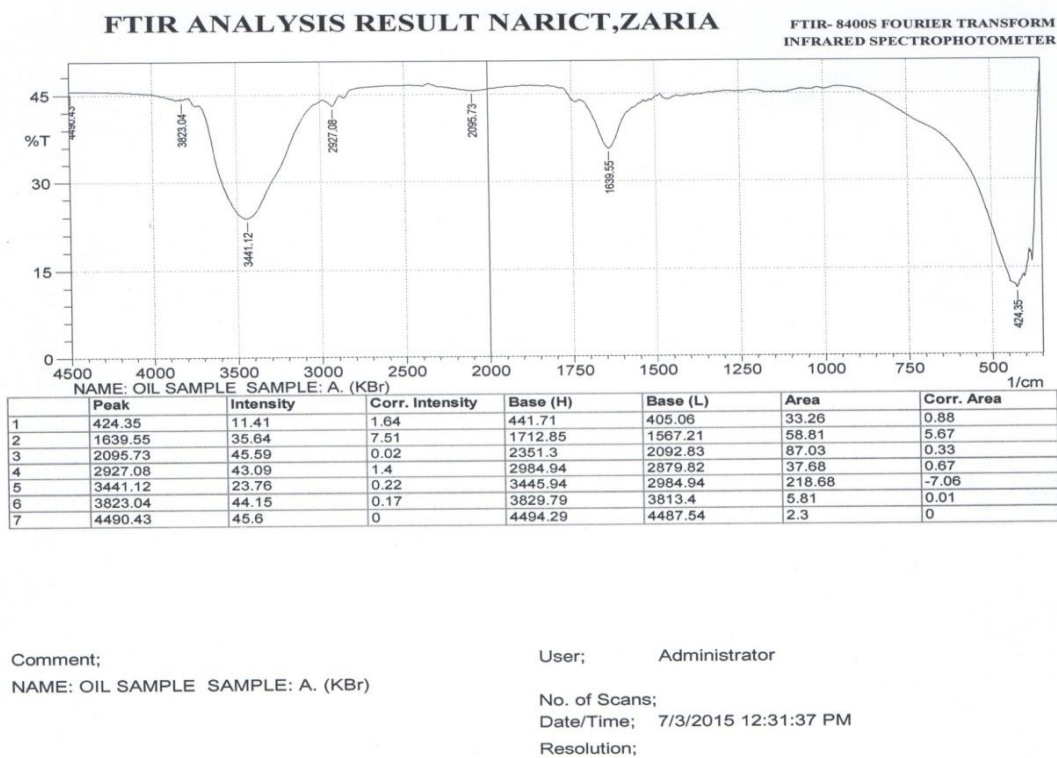 FTIR ANALYSIS RESULT NARICT,ZARIA
FTIR- 8400S FOURIER TRANSFORM
INFRARED SPECTROPHOTOMETER
45
%T
30
15
0
4490.43
3823.04
3441.12
2927.08
2095.73
1639.55
424.35
4500 4000 3500 3000 2500 2000 1750 1500 1250 1000 750 500
1/cm
NAME: OIL SAMPLE SAMPLE: A. (KBr)
Peak Intensity Corr. Intensity Base (H) Base (L) Area Corr. Area
1 424.35 11.41 1.64 441.71 405.06 33.26 0.88
2 1639.55 35.64 7.51 1712.85 1567.21 58.81 5.67
3 2095.73 45.59 0.02 2351.3 2092.83 87.03 0.33
4 2927.08 43.09 1.4 2984.94 2879.82 37.68 0.67
5 3441.12 23.76 0.22 3445.94 2984.94 218.68 -7.06
6 3823.04 44.15 0.17 3829.79 3813.4 5.81 0.01
7 4490.43 45.6 0 4494.29 4487.54 2.3 0
Comment;
NAME: OIL SAMPLE SAMPLE: A. (KBr)
User; Administrator
No. of Scans;
Date/Time; 7/3/2015 12:31:37 PM
Resolution;